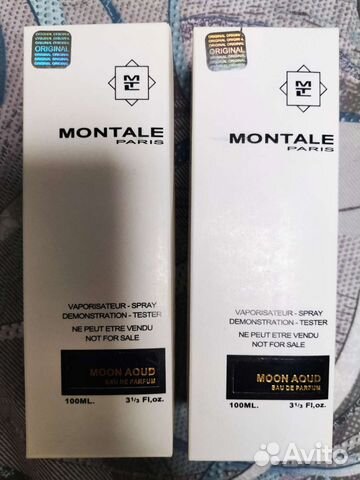 ORIGINAL
MONTALE
PARIS
VAPORISATEUR - SPRAY
DEMONSTRATION - TESTER
NE PEUT ETRE VENDU
NOT FOR SALE
MOON AOUD
EAU DE PARFUM
100ML. 3 1/3 Fl,oz.
ORIGINAL
MONTALE
PARIS
VAPORISATEUR - SPRAY
DEMONSTRATION - TESTER
NE PEUT ETRE VENDU
NOT FOR SALE
MOON AOUD
EAU DE PARFUM
100ML. 3 1/3 Fl,oz.
Avito